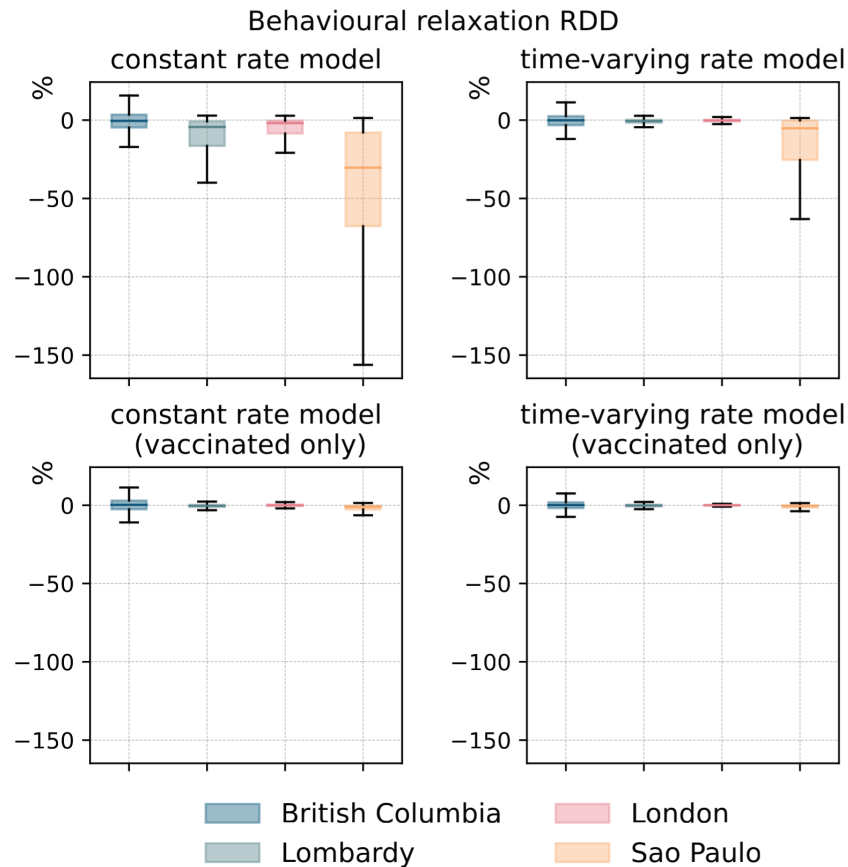 Behavioural relaxation RDD
constant rate model
time-varying rate model
%
0
−50
−100
−150
%
0
−50
−100
−150
constant rate model
(vaccinated only)
time-varying rate model
(vaccinated only)
%
0
−50
−100
−150
%
0
−50
−100
−150
British Columbia
London
Lombardy
Sao Paulo